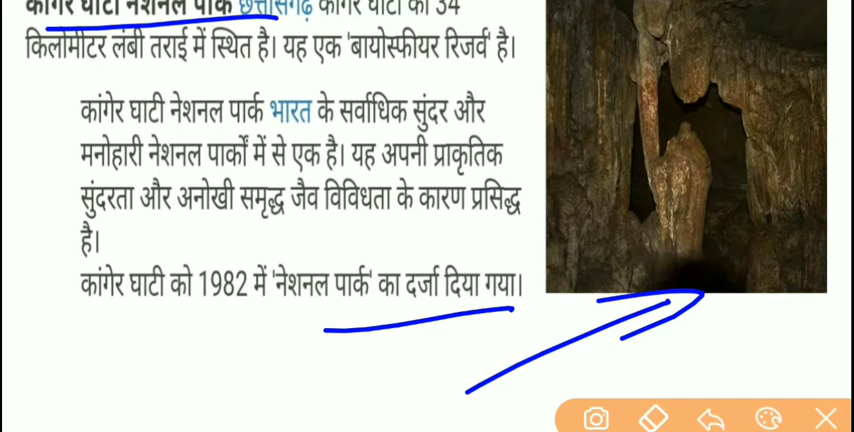 कांगेर घाटी नेशनल पार्क छत्तीसगढ़ कांगेर घाटी की 34
किलोमीटर लंबी तराई में स्थित है। यह एक 'बायोस्फीयर रिजर्व' है।
कांगेर घाटी नेशनल पार्क भारत के सर्वाधिक सुंदर और
मनोहारी नेशनल पार्कों में से एक है। यह अपनी प्राकृतिक
सुंदरता और अनोखी समृद्ध जैव विविधता के कारण प्रसिद्ध
है।
कांगेर घाटी को 1982 में 'नेशनल पार्क' का दर्जा दिया गया।